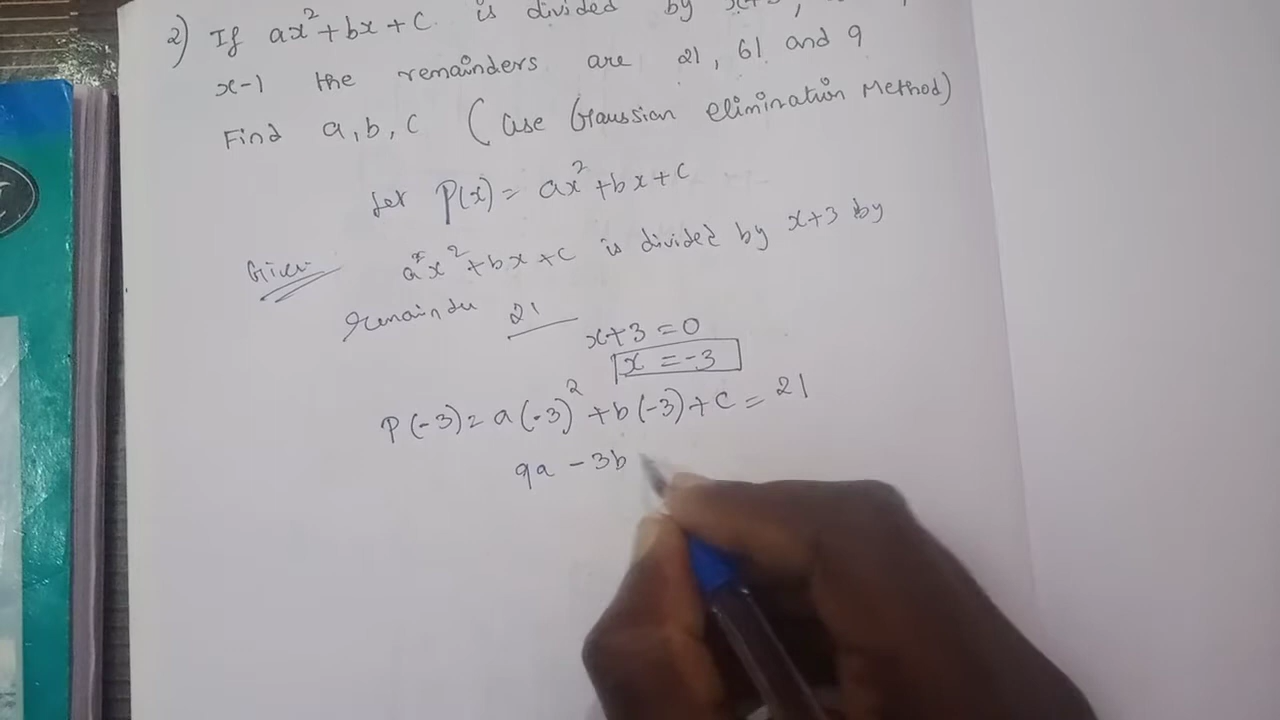 2) If ax²+bx+c is divided by
x-1 the remainders are 21, 61 and 9
Find a,b,c (use Gaussian elimination Method)
Let P(x) = ax²+bx+c
Given ax²+bx+c is divided by x+3 by
remainder 21
x+3=0
x=-3
P(-3)=a(-3)²+b(-3)+c=21
9a-3b